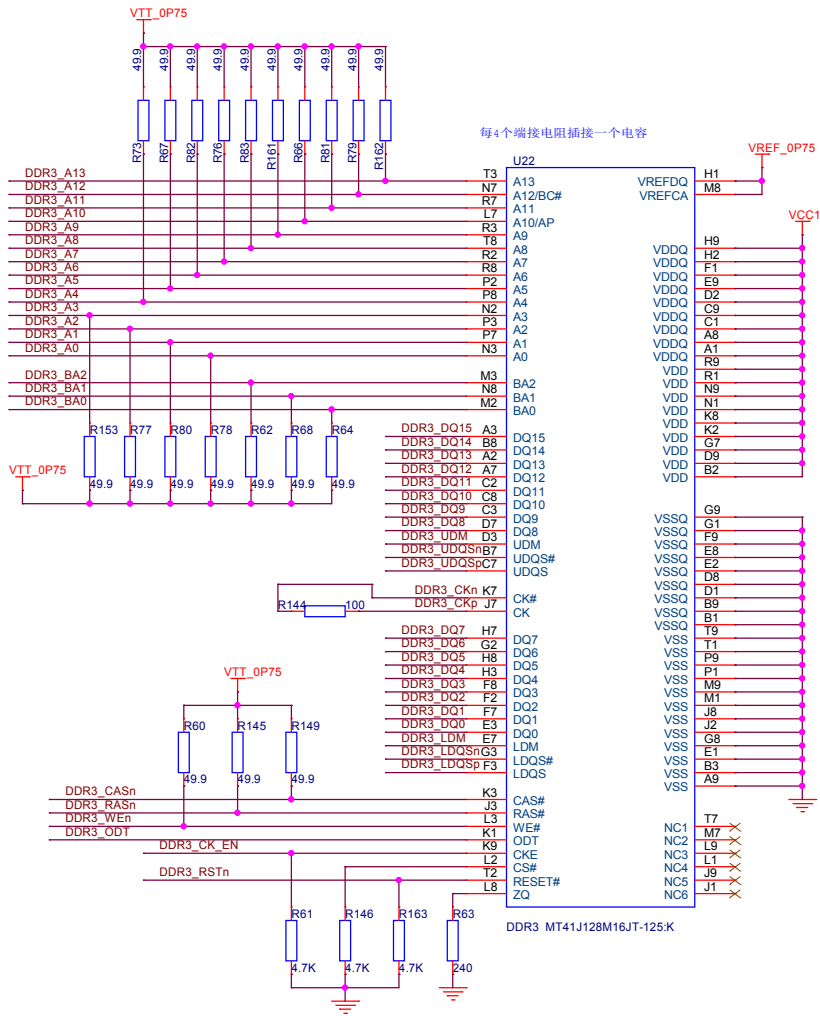 VTT_0P75
49.9 49.9 49.9 49.9 49.9 49.9 49.9 49.9 49.9 49.9
R73 R67 R82 R76 R83 R161 R66 R81 R79 R162
每4个端接电阻插接一个电容
U22
VREF_0P75
DDR3_A13 T3 A13 VREFDQ H1
DDR3_A12 N7 A12/BC# VREFCA M8
DDR3_A11 R7 A11
DDR3_A10 L7 A10/AP
VCC1
DDR3_A9 R3 A9
DDR3_A8 T8 A8 VDDQ H9
DDR3_A7 R2 A7 VDDQ H2
DDR3_A6 R8 A6 VDDQ F1
DDR3_A5 P2 A5 VDDQ E9
DDR3_A4 P8 A4 VDDQ D2
DDR3_A3 N2 A3 VDDQ C9
DDR3_A2 P3 A2 VDDQ C1
DDR3_A1 P7 A1 VDDQ A8
DDR3_A0 N3 A0 VDDQ A1
VDD R9
DDR3_BA2 M3 BA2 VDD R1
DDR3_BA1 N8 BA1 VDD N9
DDR3_BA0 M2 BA0 VDD N1
VDD K8
R153 R77 R80 R78 R62 R68 R64
DDR3_DQ15 A3 DQ15 VDD K2
DDR3_DQ14 B8 DQ14 VDD G7
DDR3_DQ13 A2 DQ13 VDD D9
VTT_0P75
DDR3_DQ12 A7 DQ12 VDD B2
49.9 49.9 49.9 49.9 49.9 49.9 49.9
DDR3_DQ11 C2 DQ11
DDR3_DQ10 C8 DQ10
DDR3_DQ9 C3 DQ9 VSSQ G9
DDR3_DQ8 D7 DQ8 VSSQ G1
DDR3_UDM D3 UDM VSSQ F9
DDR3_UDQSn B7 UDQS# VSSQ E8
DDR3_UDQSp C7 UDQS VSSQ E2
VSSQ D8
DDR3_CKn K7 CK# VSSQ D1
R144 100 DDR3_CKp J7 CK VSSQ B9
VSSQ B1
DDR3_DQ7 H7 DQ7 VSS T9
DDR3_DQ6 G2 DQ6 VSS T1
DDR3_DQ5 H8 DQ5 VSS P9
DDR3_DQ4 H3 DQ4 VSS P1
VTT_0P75
DDR3_DQ3 F8 DQ3 VSS M9
DDR3_DQ2 F2 DQ2 VSS M1
DDR3_DQ1 F7 DQ1 VSS J8
R60 R145 R149
DDR3_DQ0 E3 DQ0 VSS J2
DDR3_LDM E7 LDM VSS G8
DDR3_LDQSn G3 LDQS# VSS E1
DDR3_LDQSp F3 LDQS VSS B3
49.9 49.9 49.9
VSS A9
DDR3_CASn K3 CAS#
DDR3_RASn J3 RAS#
DDR3_WEn L3 WE# NC1 T7
DDR3_ODT K1 ODT NC2 M7
DDR3_CK_EN K9 CKE NC3 L9
L2 CS# NC4 L1
DDR3_RSTn T2 RESET# NC5 J9
L8 ZQ NC6 J1
R61 R146 R163 R63
DDR3 MT41J128M16JT-125:K
4.7K 4.7K 4.7K 240